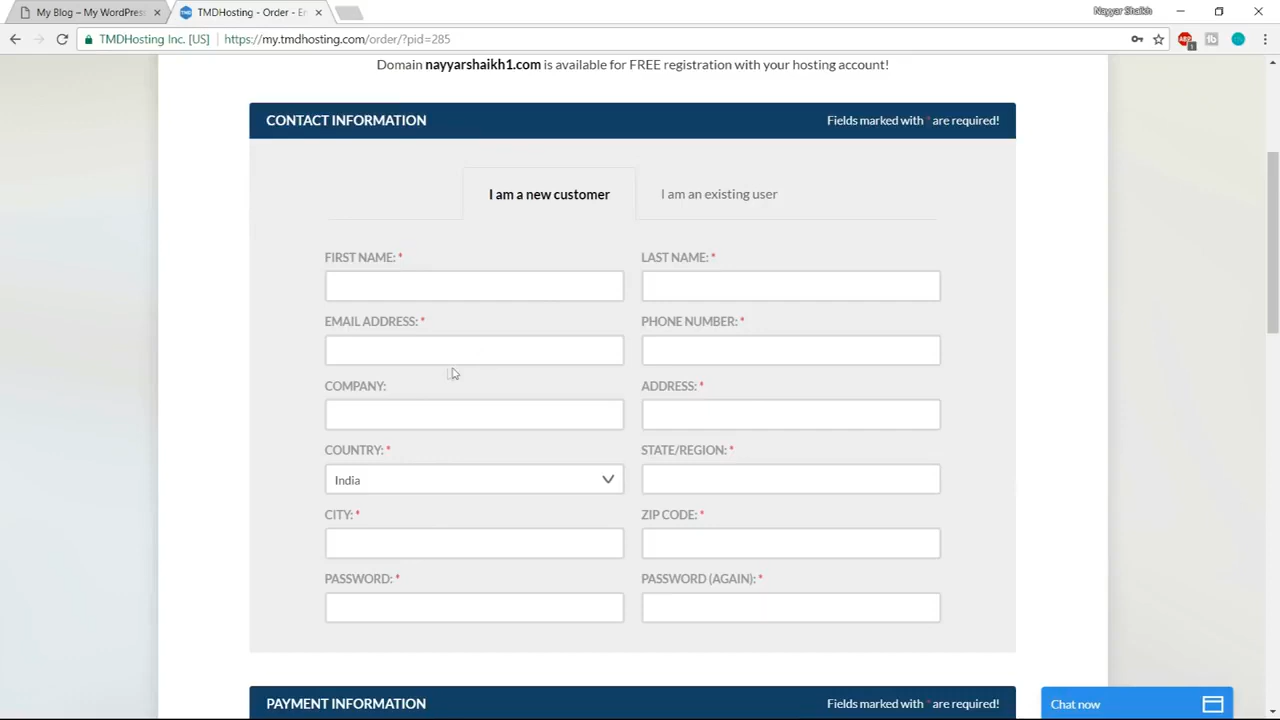 My Blog – My WordPress
TMDHosting - Order - En
Nayyar Shaikh
TMDHosting Inc. [US]
https://my.tmdhosting.com/order/?pid=285
Domain nayyarshaikh1.com is available for FREE registration with your hosting account!
CONTACT INFORMATION
Fields marked with * are required!
I am a new customer
I am an existing user
FIRST NAME: *
LAST NAME: *
EMAIL ADDRESS: *
PHONE NUMBER: *
COMPANY:
ADDRESS: *
COUNTRY: *
STATE/REGION: *
India
CITY: *
ZIP CODE: *
PASSWORD: *
PASSWORD (AGAIN): *
PAYMENT INFORMATION
Fields marked with * are required!
Chat now